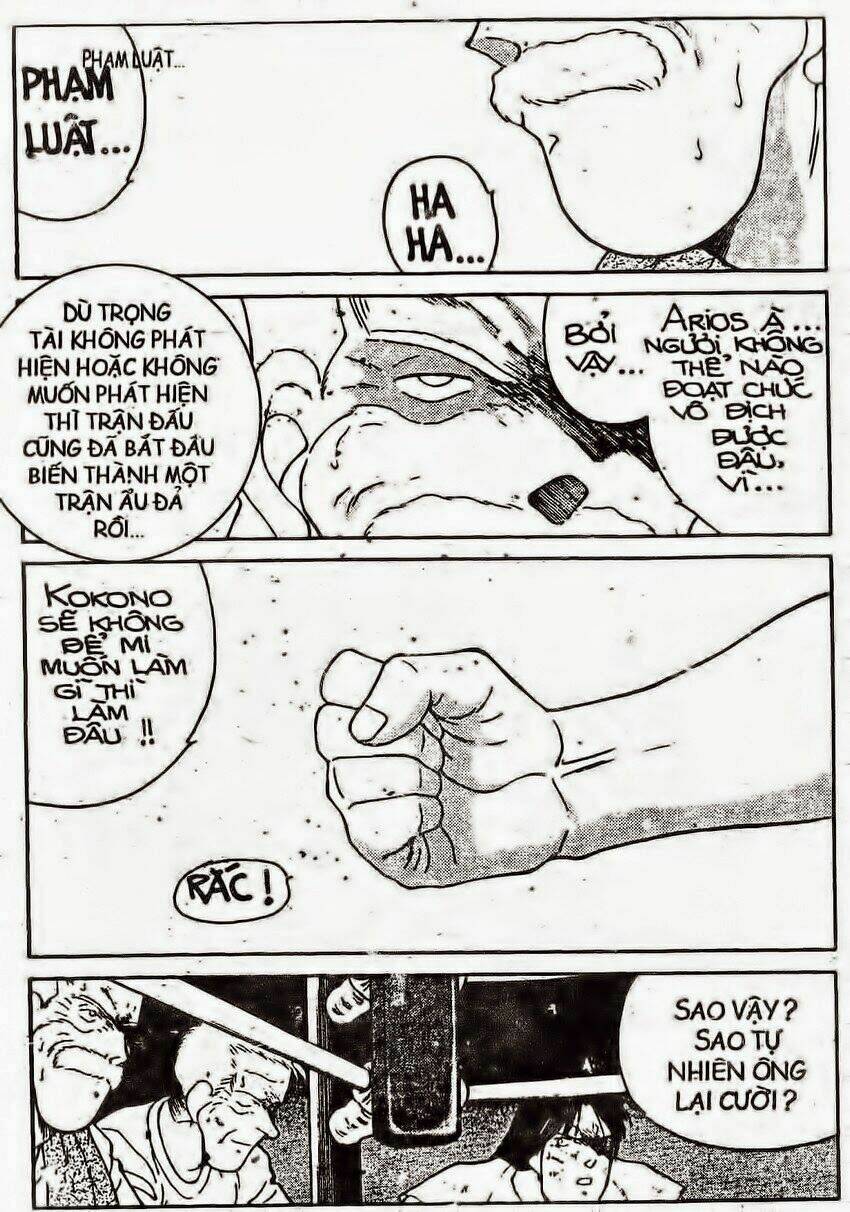 PHẠM LUẬT...
PHẠM
LUẬT...
HA
HA...
DÙ TRỌNG
TÀI KHÔNG PHÁT
HIỆN HOẶC KHÔNG
MUỐN PHÁT HIỆN
THÌ TRẬN ĐẤU
CŨNG ĐÃ BẮT ĐẦU
BIẾN THÀNH MỘT
TRẬN ẨU ĐẢ
RỒI...
BỞI
VẬY...
ARIOS À...
NGƯƠI KHÔNG
THỂ NÀO
ĐOẠT CHỨC
VÔ ĐỊCH
ĐƯỢC
ĐÂU,
VÌ...
KOKONO
SẼ KHÔNG
ĐỂ MI
MUỐN LÀM
GÌ THÌ
LÀM
ĐÂU !!
RẮC!
SAO VẬY?
SAO TỰ
NHIÊN ÔNG
LẠI CƯỜI?